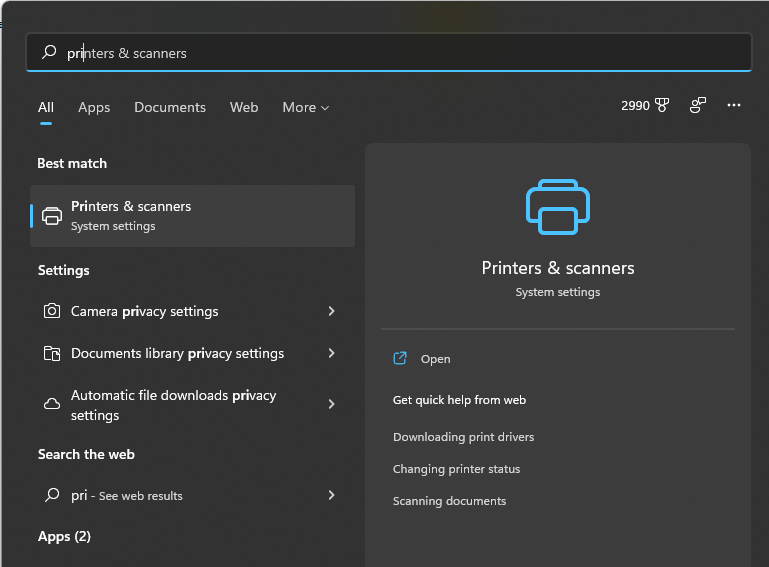 printers & scanners
All Apps Documents Web More 2990
Best match
Printers & scanners
System settings
Settings
Camera privacy settings
Documents library privacy settings
Automatic file downloads privacy
settings
Search the web
pri - See web results
Apps (2)
Printers & scanners
System settings
Open
Get quick help from web
Downloading print drivers
Changing printer status
Scanning documents